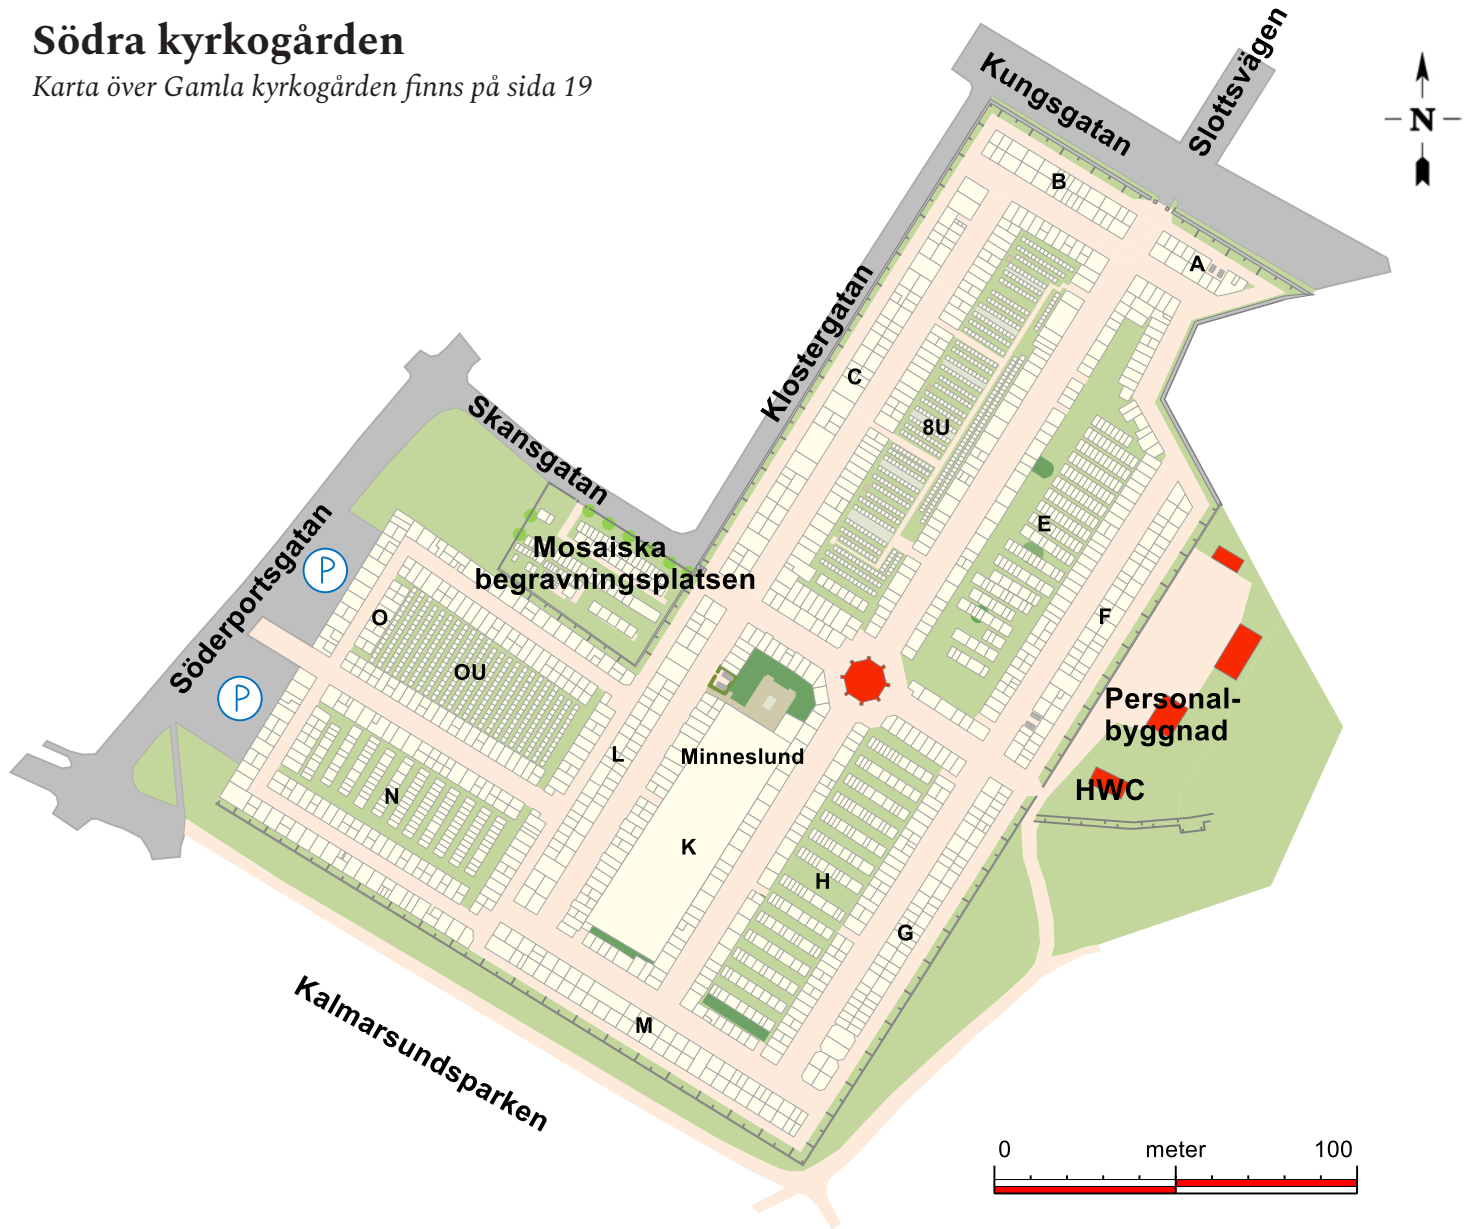 Södra kyrkogården
Karta över Gamla kyrkogården finns på sida 19
Kungsgatan
Slottsvägen
N
B
A
Klostergatan
C
8U
Skansgatan
E
Söderportsgatan
P
Mosaiska
begravningsplatsen
O
F
OU
P
Personal-
byggnad
L
Minneslund
HWC
N
K
H
G
M
Kalmarsundsparken
0 meter 100